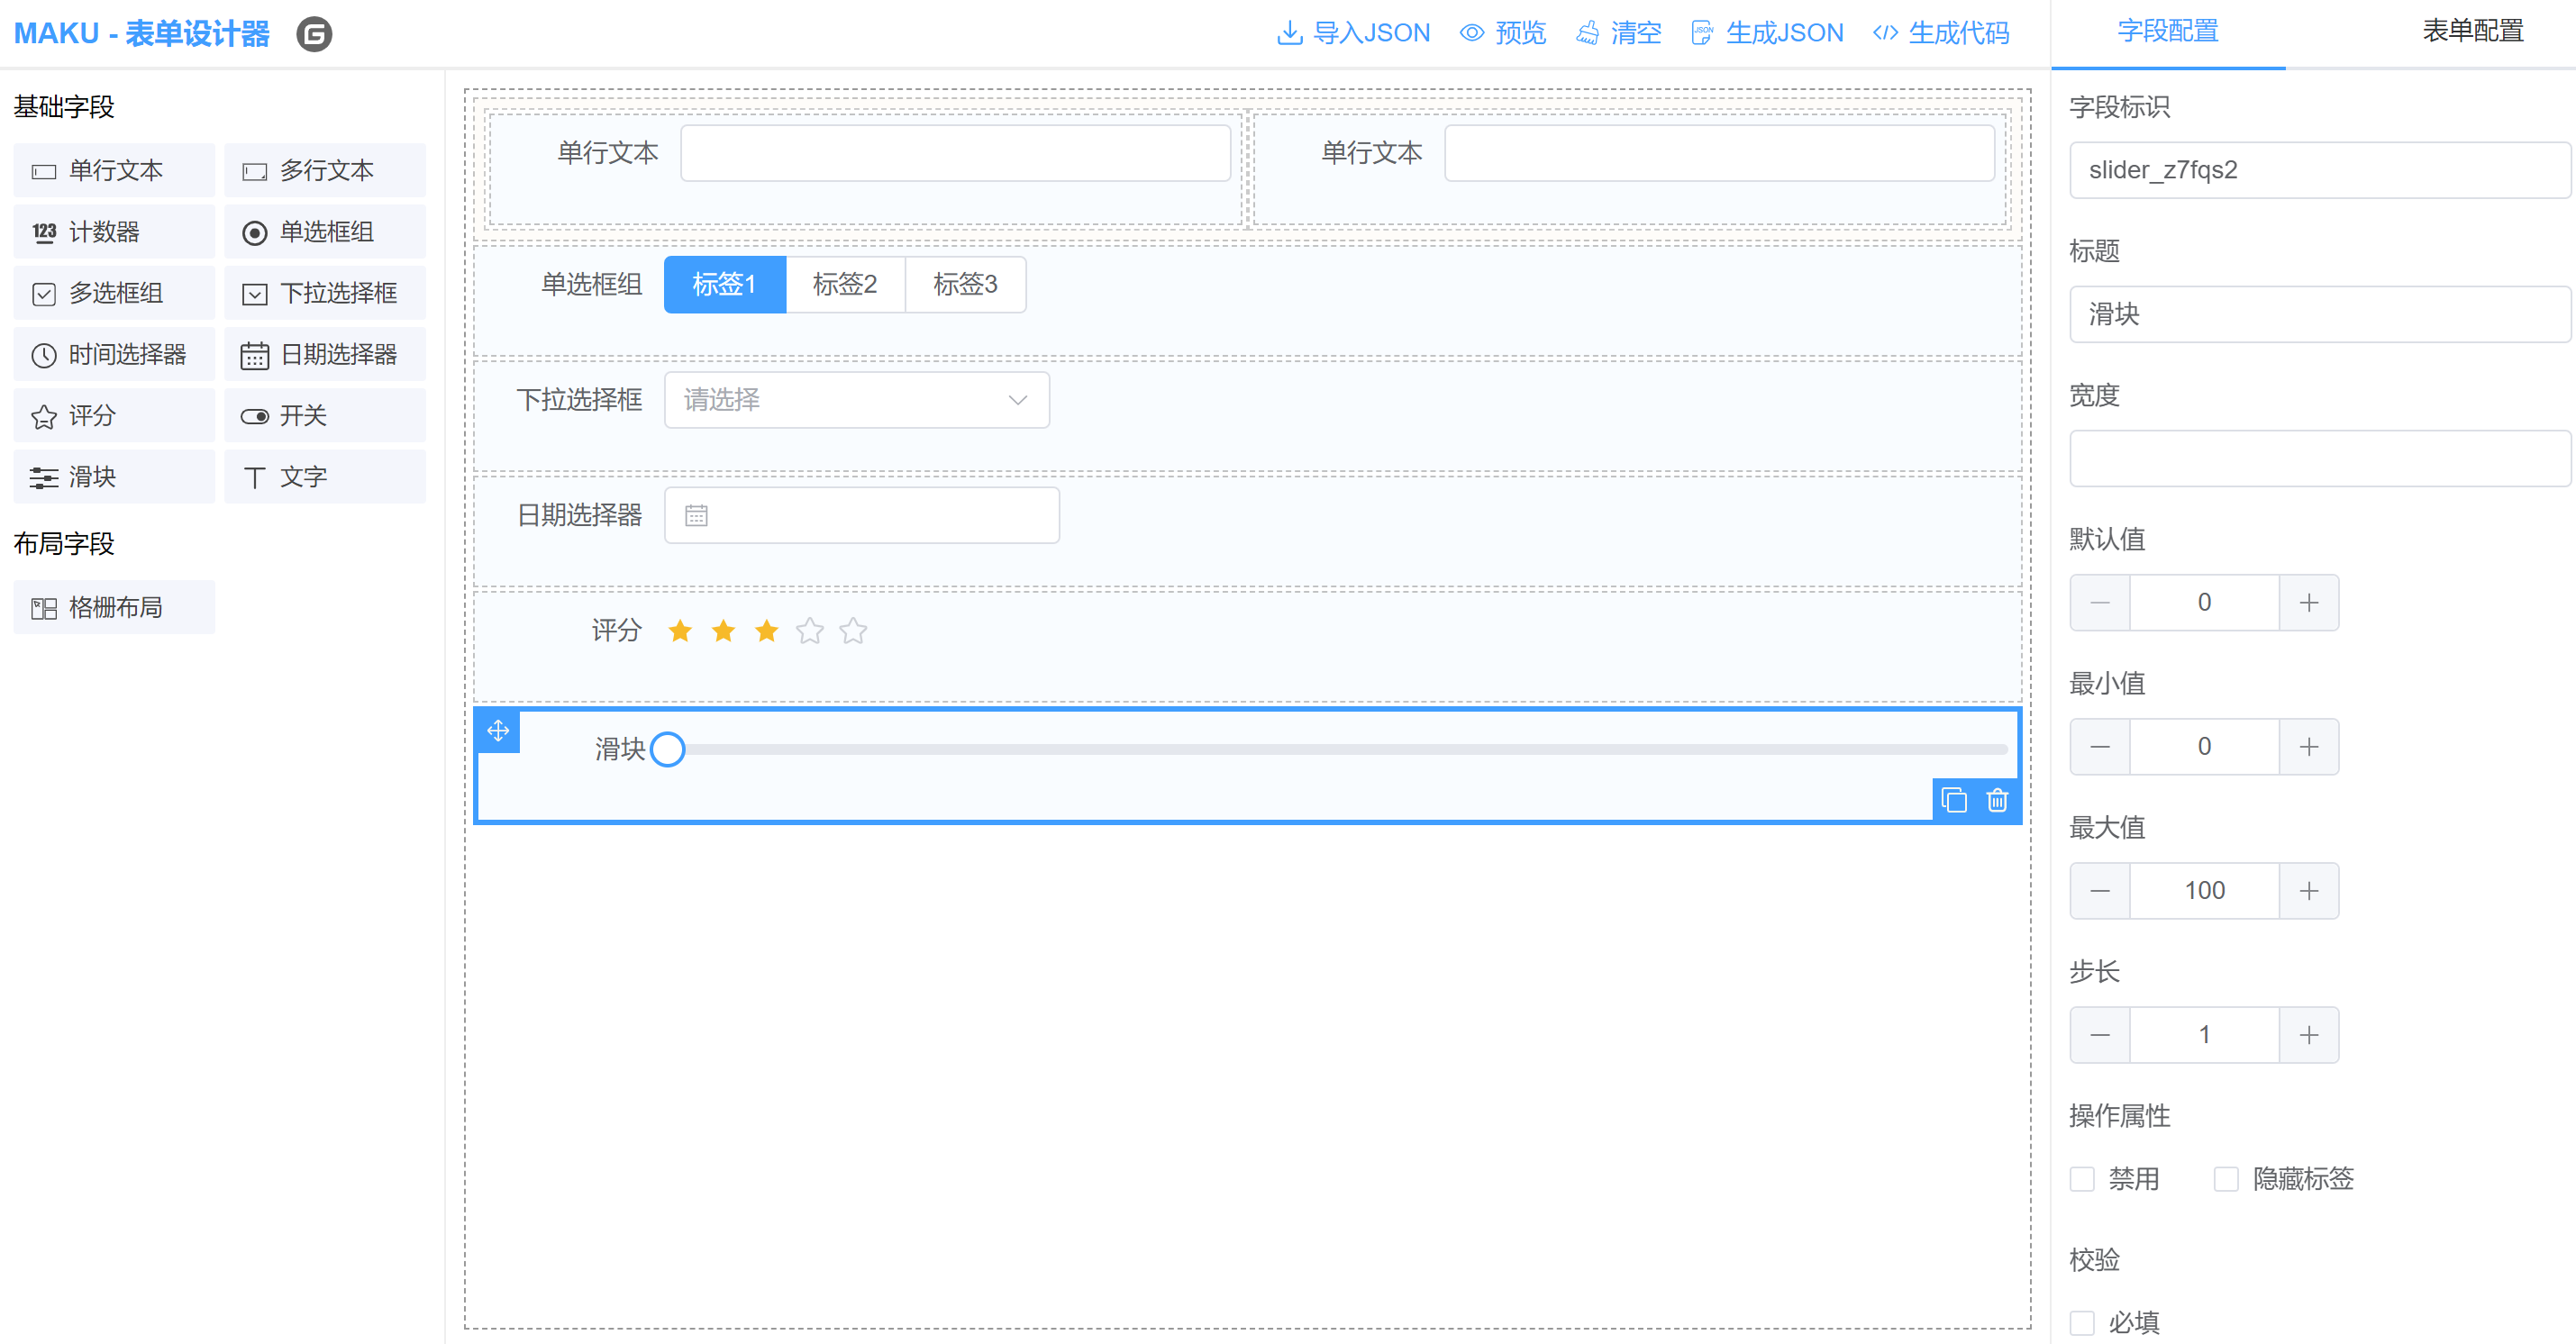 MAKU - 表单设计器 G
导入JSON 预览 清空 生成JSON 生成代码
字段配置 表单配置
基础字段
单行文本 多行文本
123 计数器 单选框组
多选框组 下拉选择框
时间选择器 日期选择器
评分 开关
滑块 文字
布局字段
格栅布局
单行文本 单行文本
单选框组 标签1 标签2 标签3
下拉选择框 请选择
日期选择器
评分
滑块
字段标识
slider_z7fqs2
标题
滑块
宽度
默认值
0
最小值
0
最大值
100
步长
1
操作属性
禁用 隐藏标签
校验
必填